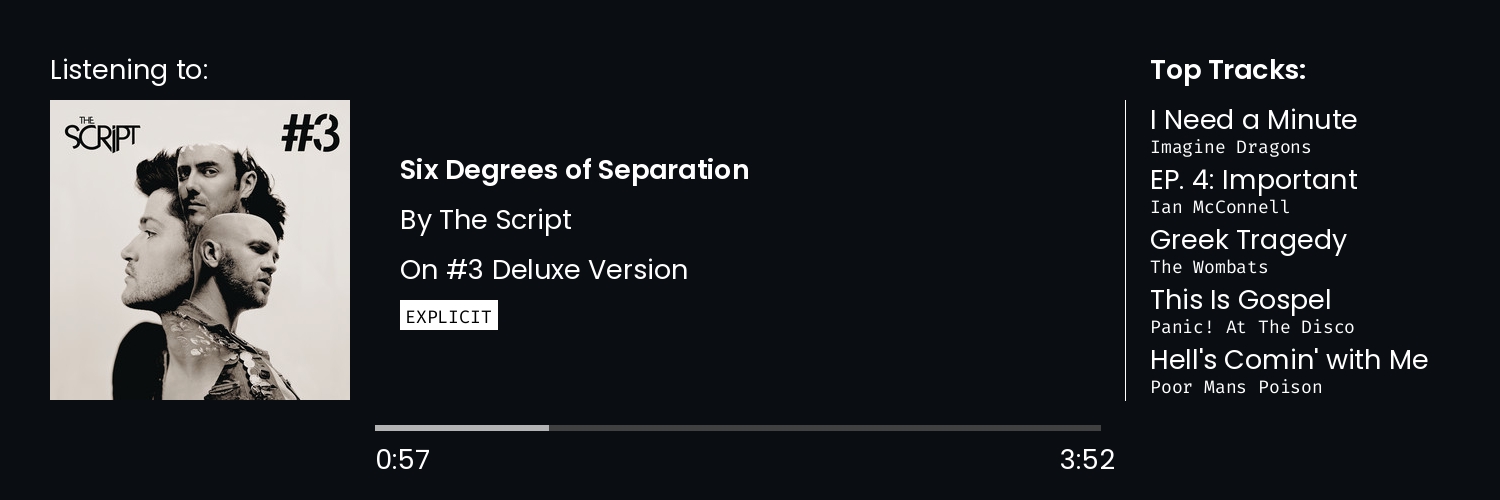 Listening to:
THE
SCRIPT
#3
Six Degrees of Separation
By The Script
On #3 Deluxe Version
EXPLICIT
0:57
3:52
Top Tracks:
I Need a Minute
Imagine Dragons
EP. 4: Important
Ian McConnell
Greek Tragedy
The Wombats
This Is Gospel
Panic! At The Disco
Hell's Comin' with Me
Poor Mans Poison